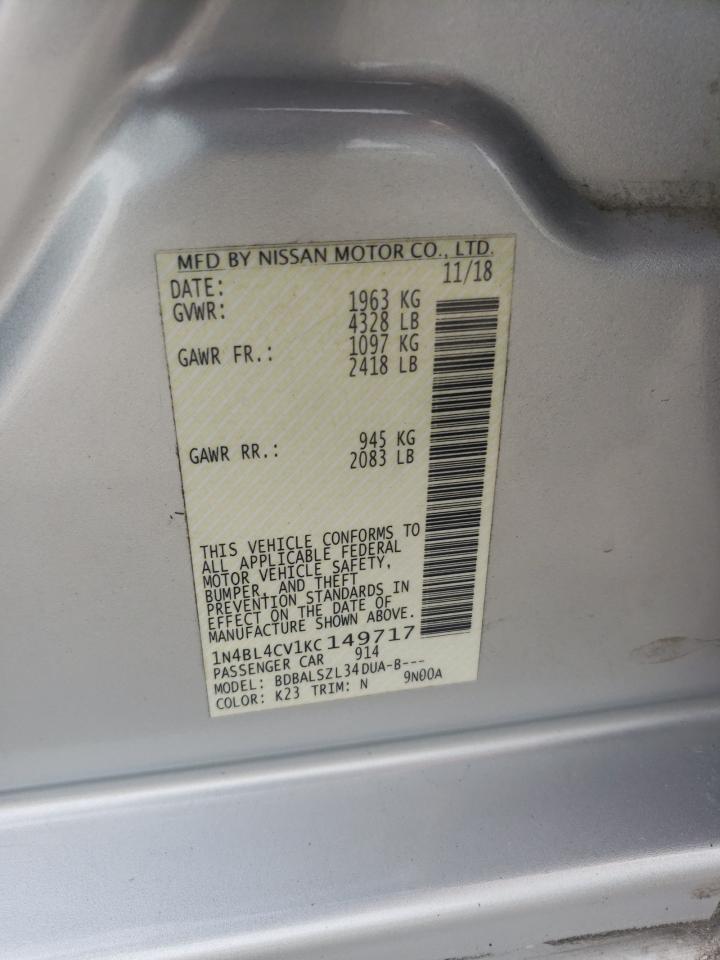 MFD BY NISSAN MOTOR CO., LTD.
DATE: 11/18
GVWR: 1963 KG
4328 LB
GAWR FR.: 1097 KG
2418 LB
GAWR RR.: 945 KG
2083 LB
THIS VEHICLE CONFORMS TO
ALL APPLICABLE FEDERAL
MOTOR VEHICLE SAFETY,
BUMPER, AND THEFT
PREVENTION STANDARDS IN
EFFECT ON THE DATE OF
MANUFACTURE SHOWN ABOVE.
1N4BL4CV1KC149717
PASSENGER CAR 914
MODEL: BDBALSZL34DUA-B---
COLOR: K23 TRIM: N 9N00A